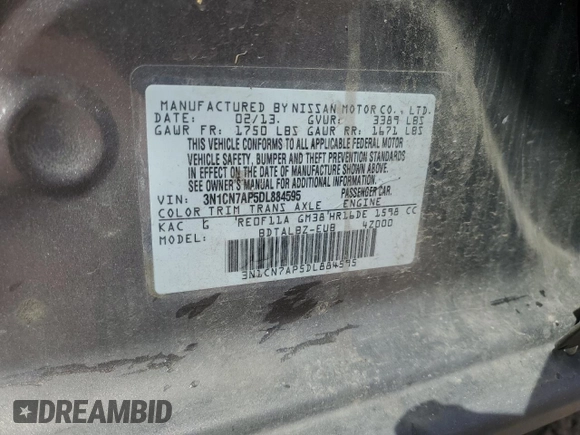 MANUFACTURED BY NISSAN MOTOR CO., LTD.
DATE: 02/13. GVWR: 3389 LBS
GAWR FR: 1750 LBS GAWR RR: 1671 LBS
THIS VEHICLE CONFORMS TO ALL APPLICABLE FEDERAL MOTOR
VEHICLE SAFETY, BUMPER AND THEFT PREVENTION STANDARDS
IN EFFECT ON THE DATE OF MANUFACTURE SHOWN ABOVE.
SEE OWNER'S MANUAL FOR ADDITIONAL INFORMATION.
VIN: 3N1CN7AP5DL884595 PASSENGER CAR.
COLOR TRIM TRANS AXLE ENGINE
KAC G RE0F11A GM38 HR16DE 1598 CC
MODEL: BDTALBZ-EUB 4Z000
3N1CN7AP5DL884595
DREAMBID